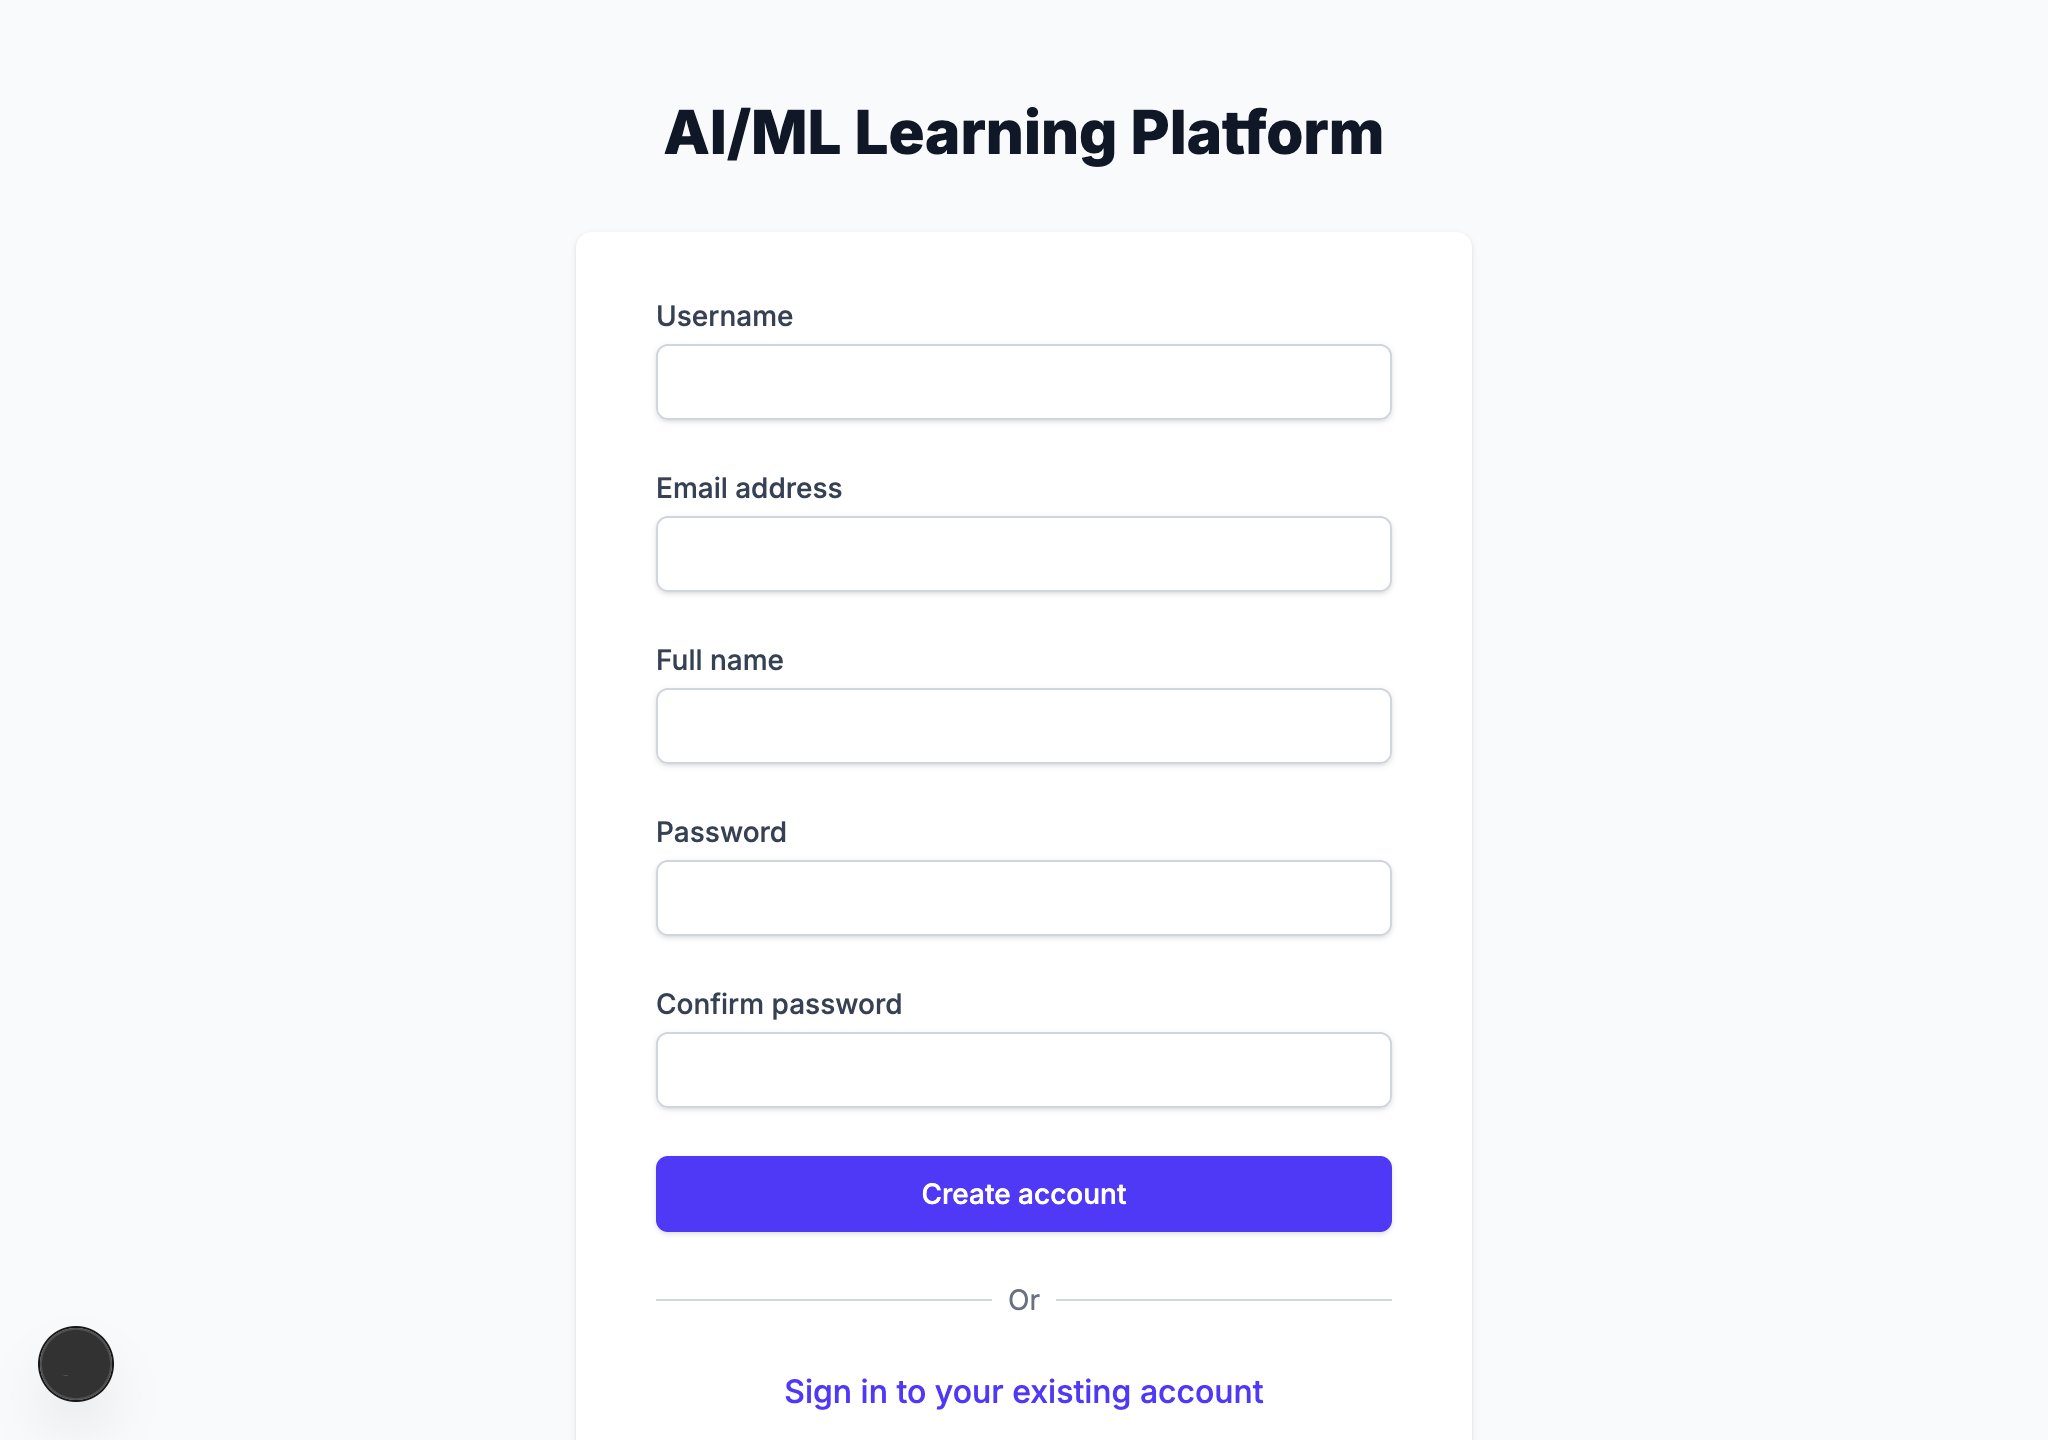 AI/ML Learning Platform
Username
Email address
Full name
Password
Confirm password
Create account
Or
Sign in to your existing account